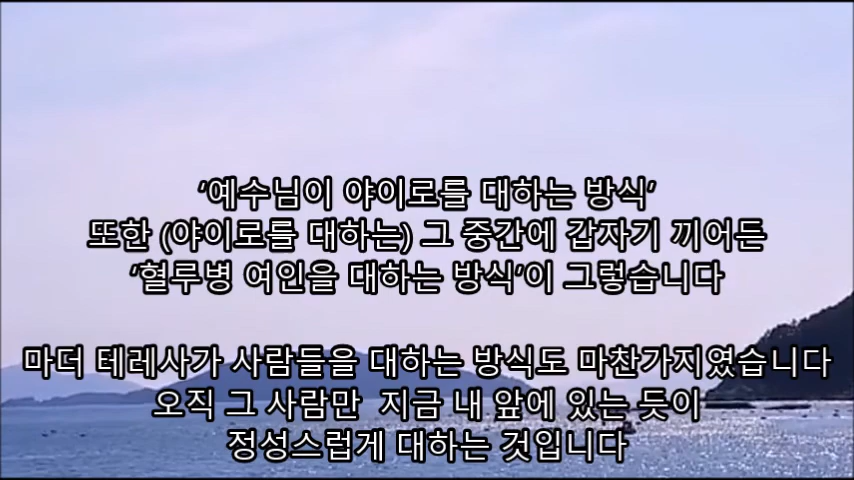 '예수님이 야이로를 대하는 방식'
또한 (야이로를 대하는) 그 중간에 갑자기 끼어든
'혈루병 여인을 대하는 방식'이 그렇습니다
마더 테레사가 사람들을 대하는 방식도 마찬가지였습니다
오직 그 사람만 지금 내 앞에 있는 듯이
정성스럽게 대하는 것입니다